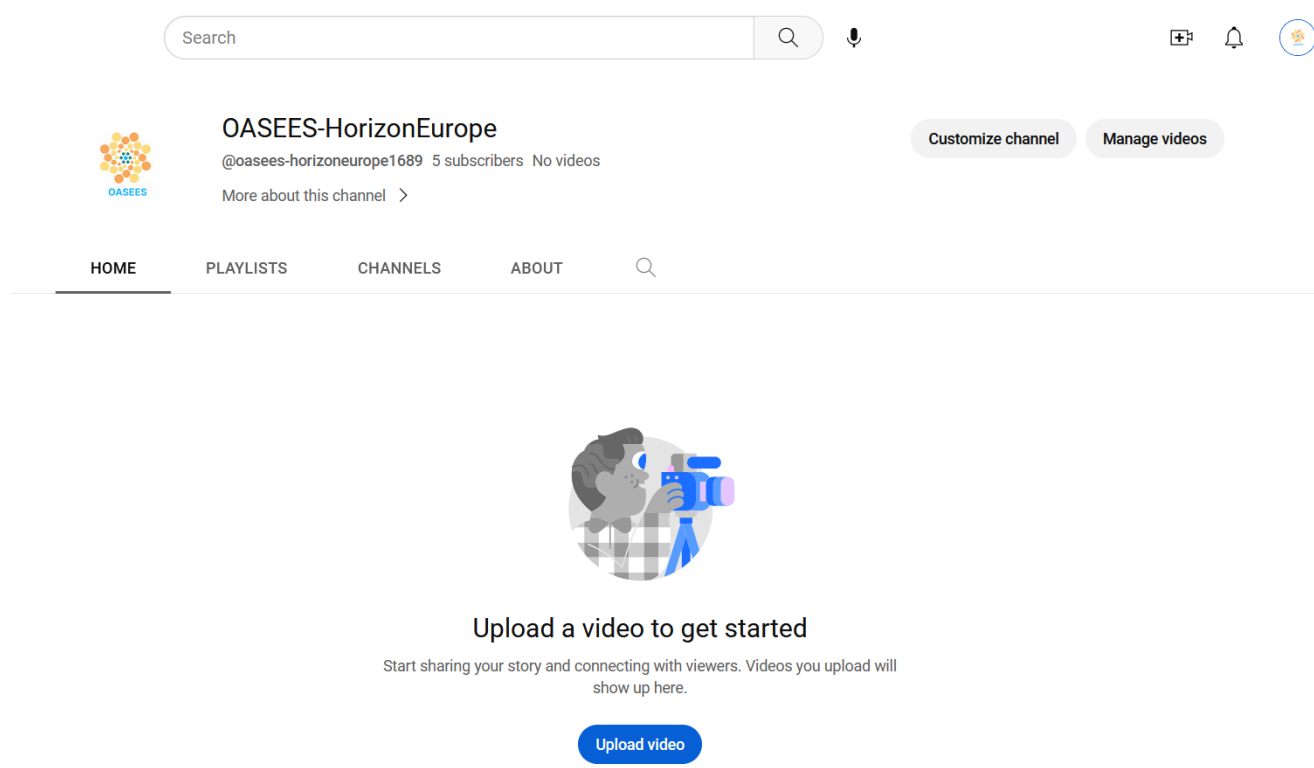 Search
OASEES
OASEES-HorizonEurope
@oasees-horizoneurope1689 5 subscribers No videos
More about this channel
Customize channel
Manage videos
HOME
PLAYLISTS
CHANNELS
ABOUT
Upload a video to get started
Start sharing your story and connecting with viewers. Videos you upload will
show up here.
Upload video